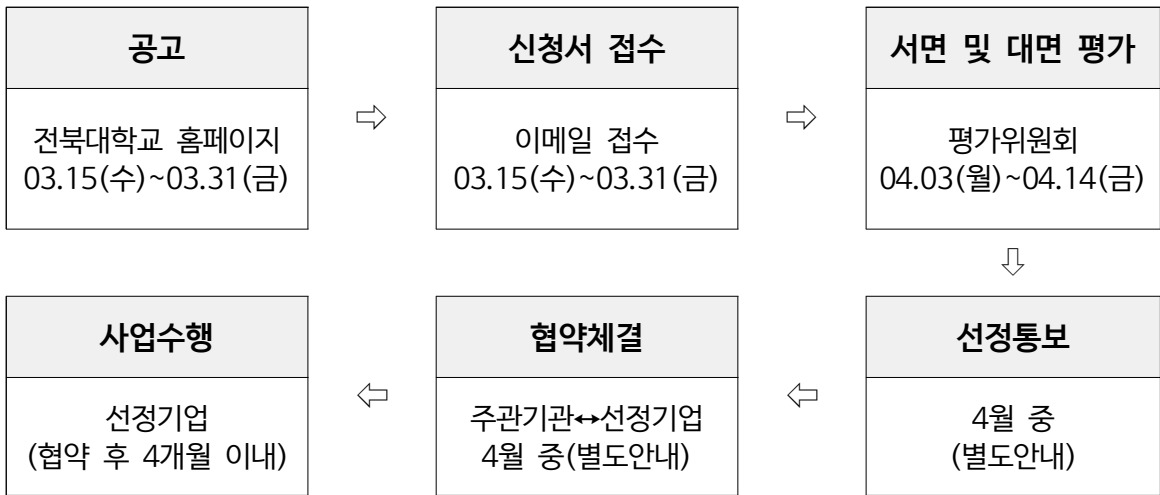 공고
전북대학교 홈페이지
03.15(수)~03.31(금)
⇨
신청서 접수
이메일 접수
03.15(수)~03.31(금)
⇨
서면 및 대면 평가
평가위원회
04.03(월)~04.14(금)
⇩
선정통보
4월 중
(별도안내)
⇦
협약체결
주관기관↔선정기업
4월 중(별도안내)
⇦
사업수행
선정기업
(협약 후 4개월 이내)